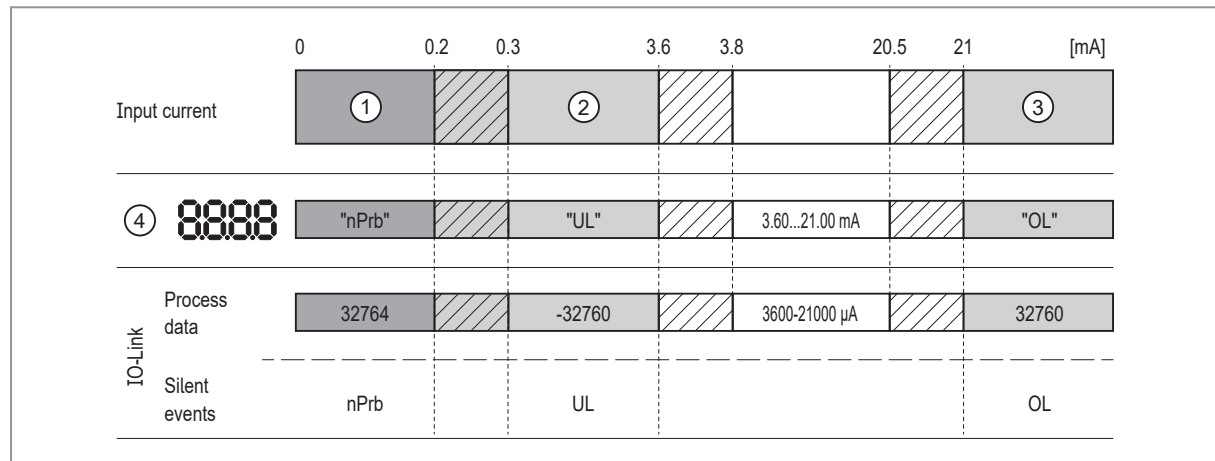 0 0.2 0.3 3.6 3.8 20.5 21 [mA]
Input current 1 2 3
4 8.8.8.8 "nPrb" "UL" 3.60...21.00 mA "OL"
IO-Link
Process
data
32764 -32760 3600-21000 µA 32760
Silent
events
nPrb UL OL